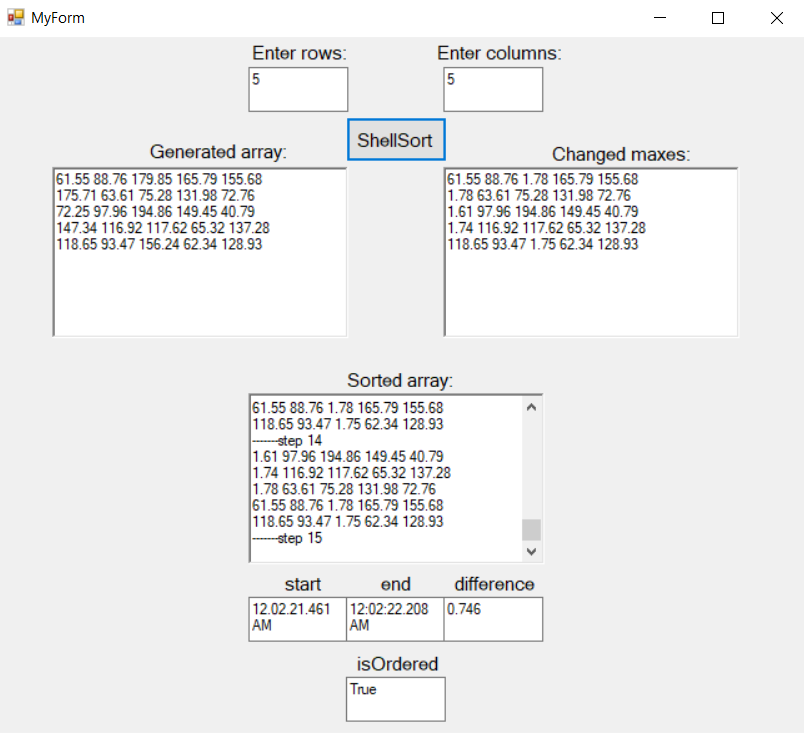 MyForm
Enter rows:
Enter columns:
5
5
ShellSort
Generated array:
Changed maxes:
61.55 88.76 179.85 165.79 155.68
175.71 63.61 75.28 131.98 72.76
72.25 97.96 194.86 149.45 40.79
147.34 116.92 117.62 65.32 137.28
118.65 93.47 156.24 62.34 128.93
61.55 88.76 1.78 165.79 155.68
1.78 63.61 75.28 131.98 72.76
1.61 97.96 194.86 149.45 40.79
1.74 116.92 117.62 65.32 137.28
118.65 93.47 1.75 62.34 128.93
Sorted array:
61.55 88.76 1.78 165.79 155.68
118.65 93.47 1.75 62.34 128.93
-------step 14
1.61 97.96 194.86 149.45 40.79
1.74 116.92 117.62 65.32 137.28
1.78 63.61 75.28 131.98 72.76
61.55 88.76 1.78 165.79 155.68
118.65 93.47 1.75 62.34 128.93
-------step 15
start
end
difference
12.02.21.461
AM
12:02:22.208
AM
0.746
isOrdered
True